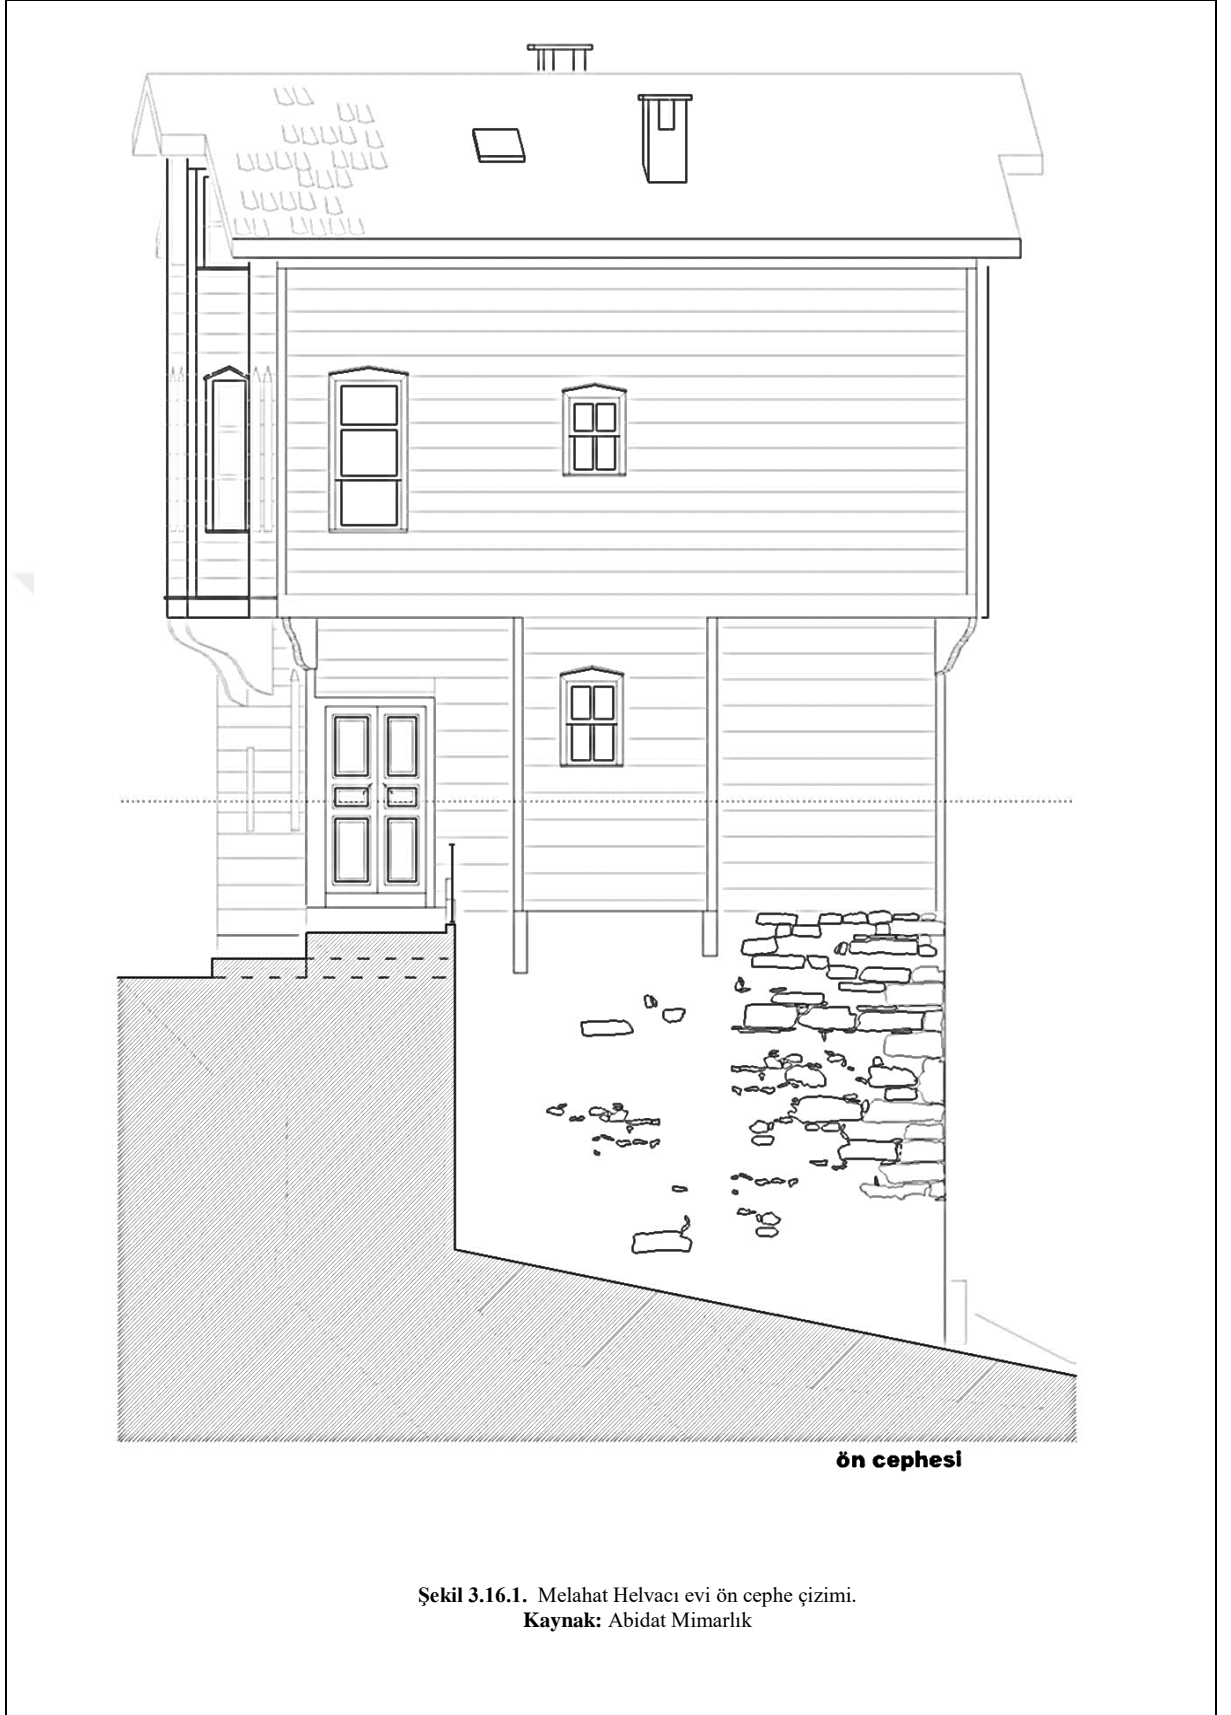 ön cephesi
Şekil 3.16.1. Melahat Helvacı evi ön cephe çizimi.
Kaynak: Abidat Mimarlık